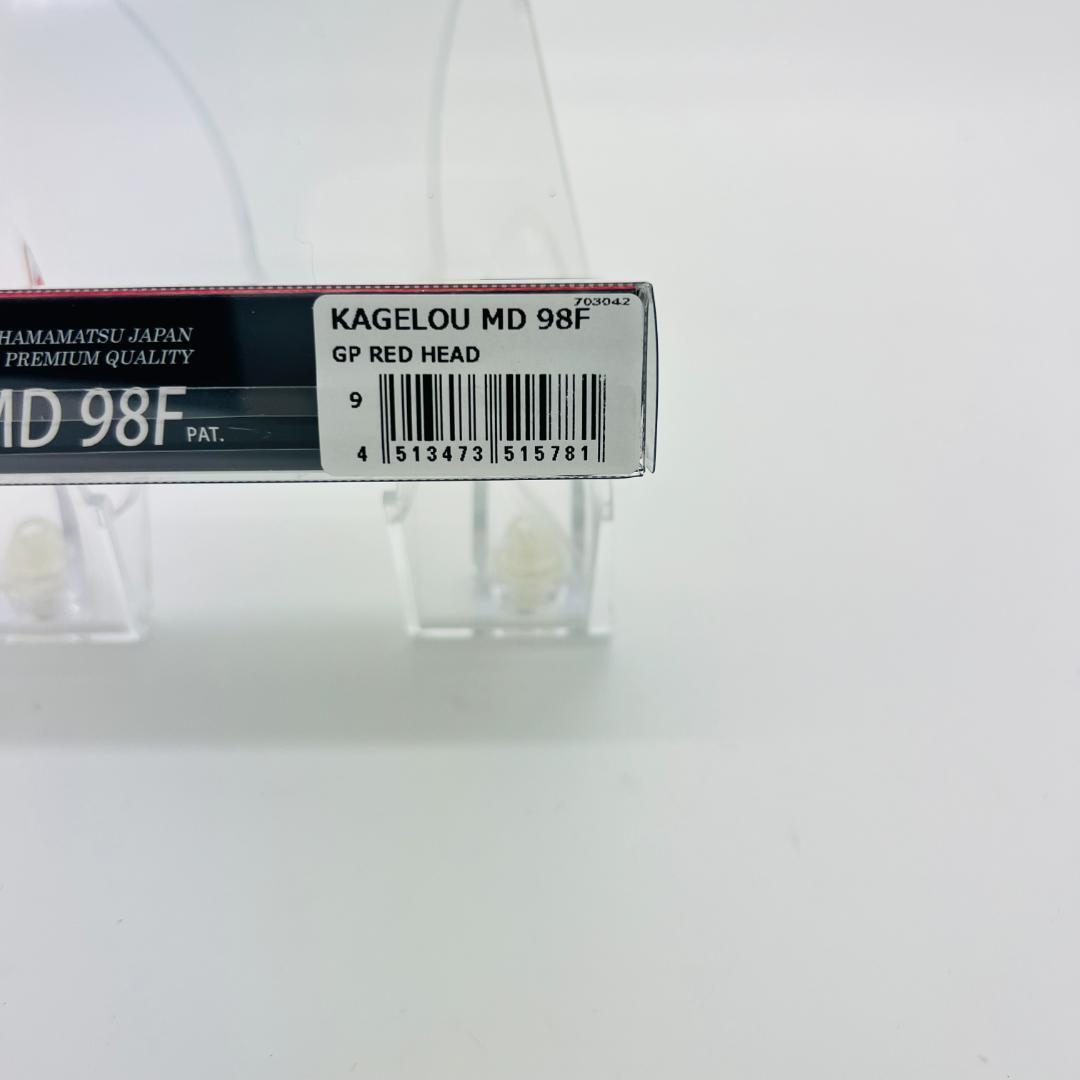 HAMAMATSU JAPAN
PREMIUM QUALITY
MD 98F PAT.
703042
KAGELOU MD 98F
GP RED HEAD
9
4 513473 515781